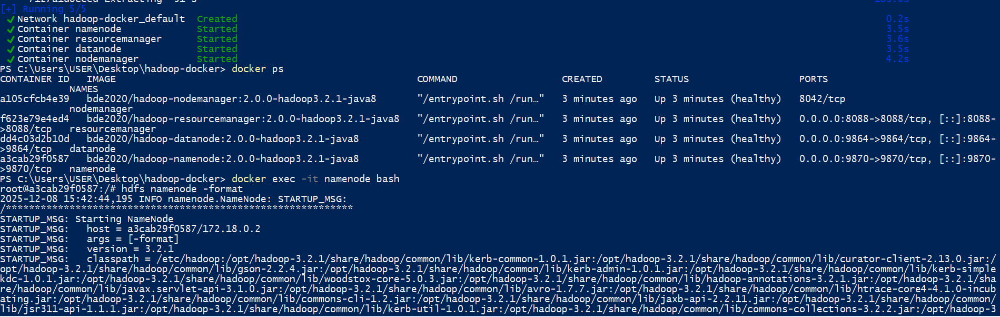 [+] Running 5/5
✔ Network hadoop-docker_default  Created 0.2s
✔ Container namenode Started 3.5s
✔ Container resourcemanager Started 3.6s
✔ Container datanode Started 3.5s
✔ Container nodemanager Started 4.2s
PS C:\Users\USER\Desktop\hadoop-docker> docker ps
CONTAINER ID   IMAGE COMMAND CREATED STATUS PORTS
NAMES
a105cfcb4e39   bde2020/hadoop-nodemanager:2.0.0-hadoop3.2.1-java8 "/entrypoint.sh /run…"   3 minutes ago   Up 3 minutes (healthy)   8042/tcp
nodemanager
f623e79e4ed4   bde2020/hadoop-resourcemanager:2.0.0-hadoop3.2.1-java8   "/entrypoint.sh /run…"   3 minutes ago   Up 3 minutes (healthy)   0.0.0.0:8088->8088/tcp, [::]:8088-
>8088/tcp   resourcemanager
dd4c03d2b10d   bde2020/hadoop-datanode:2.0.0-hadoop3.2.1-java8 "/entrypoint.sh /run…"   3 minutes ago   Up 3 minutes (healthy)   0.0.0.0:9864->9864/tcp, [::]:9864-
>9864/tcp   datanode
a3cab29f0587   bde2020/hadoop-namenode:2.0.0-hadoop3.2.1-java8 "/entrypoint.sh /run…"   3 minutes ago   Up 3 minutes (healthy)   0.0.0.0:9870->9870/tcp, [::]:9870-
>9870/tcp   namenode
PS C:\Users\USER\Desktop\hadoop-docker> docker exec -it namenode bash
root@a3cab29f0587:/# hdfs namenode -format
2025-12-08 15:42:44,195 INFO namenode.NameNode: STARTUP_MSG:
/************************************************************
STARTUP_MSG: Starting NameNode
STARTUP_MSG:   host = a3cab29f0587/172.18.0.2
STARTUP_MSG:   args = [-format]
STARTUP_MSG:   version = 3.2.1
STARTUP_MSG:   classpath = /etc/hadoop:/opt/hadoop-3.2.1/share/hadoop/common/lib/kerb-common-1.0.1.jar:/opt/hadoop-3.2.1/share/hadoop/common/lib/curator-client-2.13.0.jar:/
opt/hadoop-3.2.1/share/hadoop/common/lib/gson-2.2.4.jar:/opt/hadoop-3.2.1/share/hadoop/common/lib/kerb-admin-1.0.1.jar:/opt/hadoop-3.2.1/share/hadoop/common/lib/kerb-simple
kdc-1.0.1.jar:/opt/hadoop-3.2.1/share/hadoop/common/lib/woodstox-core-5.0.3.jar:/opt/hadoop-3.2.1/share/hadoop/common/lib/hadoop-annotations-3.2.1.jar:/opt/hadoop-3.2.1/sha
re/hadoop/common/lib/javax.servlet-api-3.1.0.jar:/opt/hadoop-3.2.1/share/hadoop/common/lib/avro-1.7.7.jar:/opt/hadoop-3.2.1/share/hadoop/common/lib/htrace-core4-4.1.0-incub
ating.jar:/opt/hadoop-3.2.1/share/hadoop/common/lib/commons-cli-1.2.jar:/opt/hadoop-3.2.1/share/hadoop/common/lib/jaxb-api-2.2.11.jar:/opt/hadoop-3.2.1/share/hadoop/common/
lib/jsr311-api-1.1.1.jar:/opt/hadoop-3.2.1/share/hadoop/common/lib/kerb-util-1.0.1.jar:/opt/hadoop-3.2.1/share/hadoop/common/lib/commons-collections-3.2.2.jar:/opt/hadoop-3